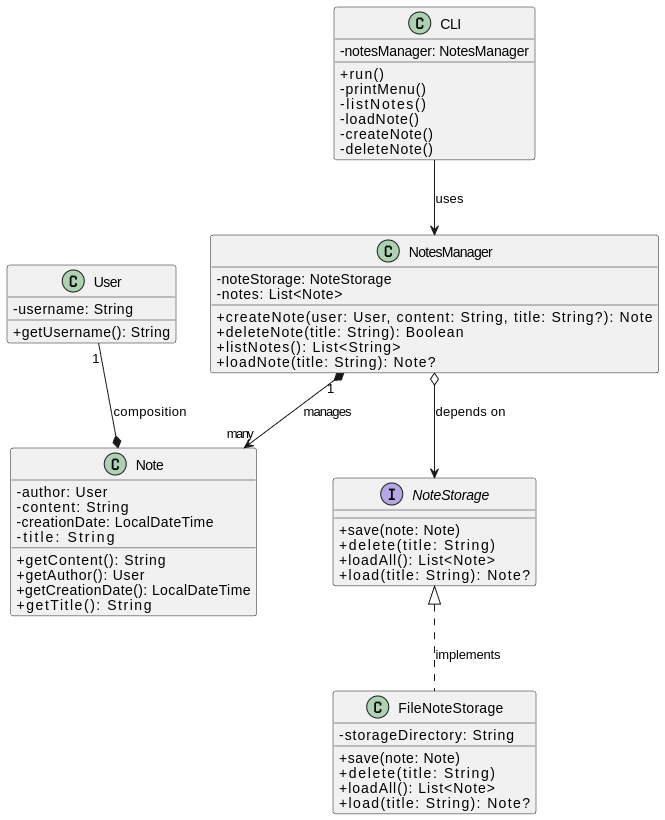 C CLI
-notesManager: NotesManager
+run()
-printMenu()
-listNotes()
-loadNote()
-createNote()
-deleteNote()
uses
C NotesManager
-noteStorage: NoteStorage
-notes: List<Note>
+createNote(user: User, content: String, title: String?): Note
+deleteNote(title: String): Boolean
+listNotes(): List<String>
+loadNote(title: String): Note?
C User
-username: String
+getUsername(): String
1
composition
1
manages
many
depends on
C Note
-author: User
-content: String
-creationDate: LocalDateTime
-title: String
+getContent(): String
+getAuthor(): User
+getCreationDate(): LocalDateTime
+getTitle(): String
I NoteStorage
+save(note: Note)
+delete(title: String)
+loadAll(): List<Note>
+load(title: String): Note?
implements
C FileNoteStorage
-storageDirectory: String
+save(note: Note)
+delete(title: String)
+loadAll(): List<Note>
+load(title: String): Note?